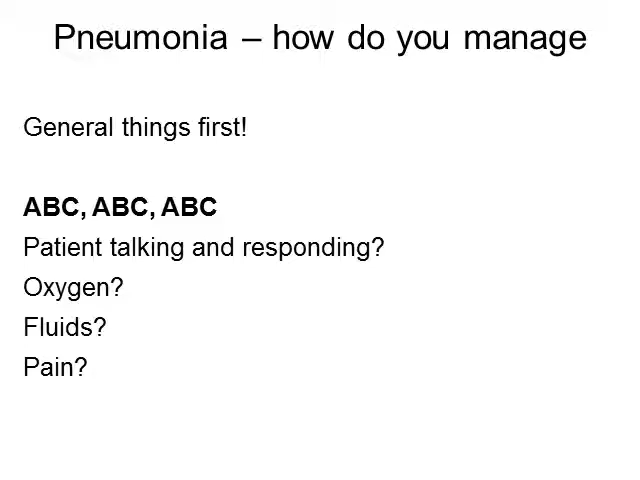 Pneumonia – how do you manage
General things first!
ABC, ABC, ABC
Patient talking and responding?
Oxygen?
Fluids?
Pain?